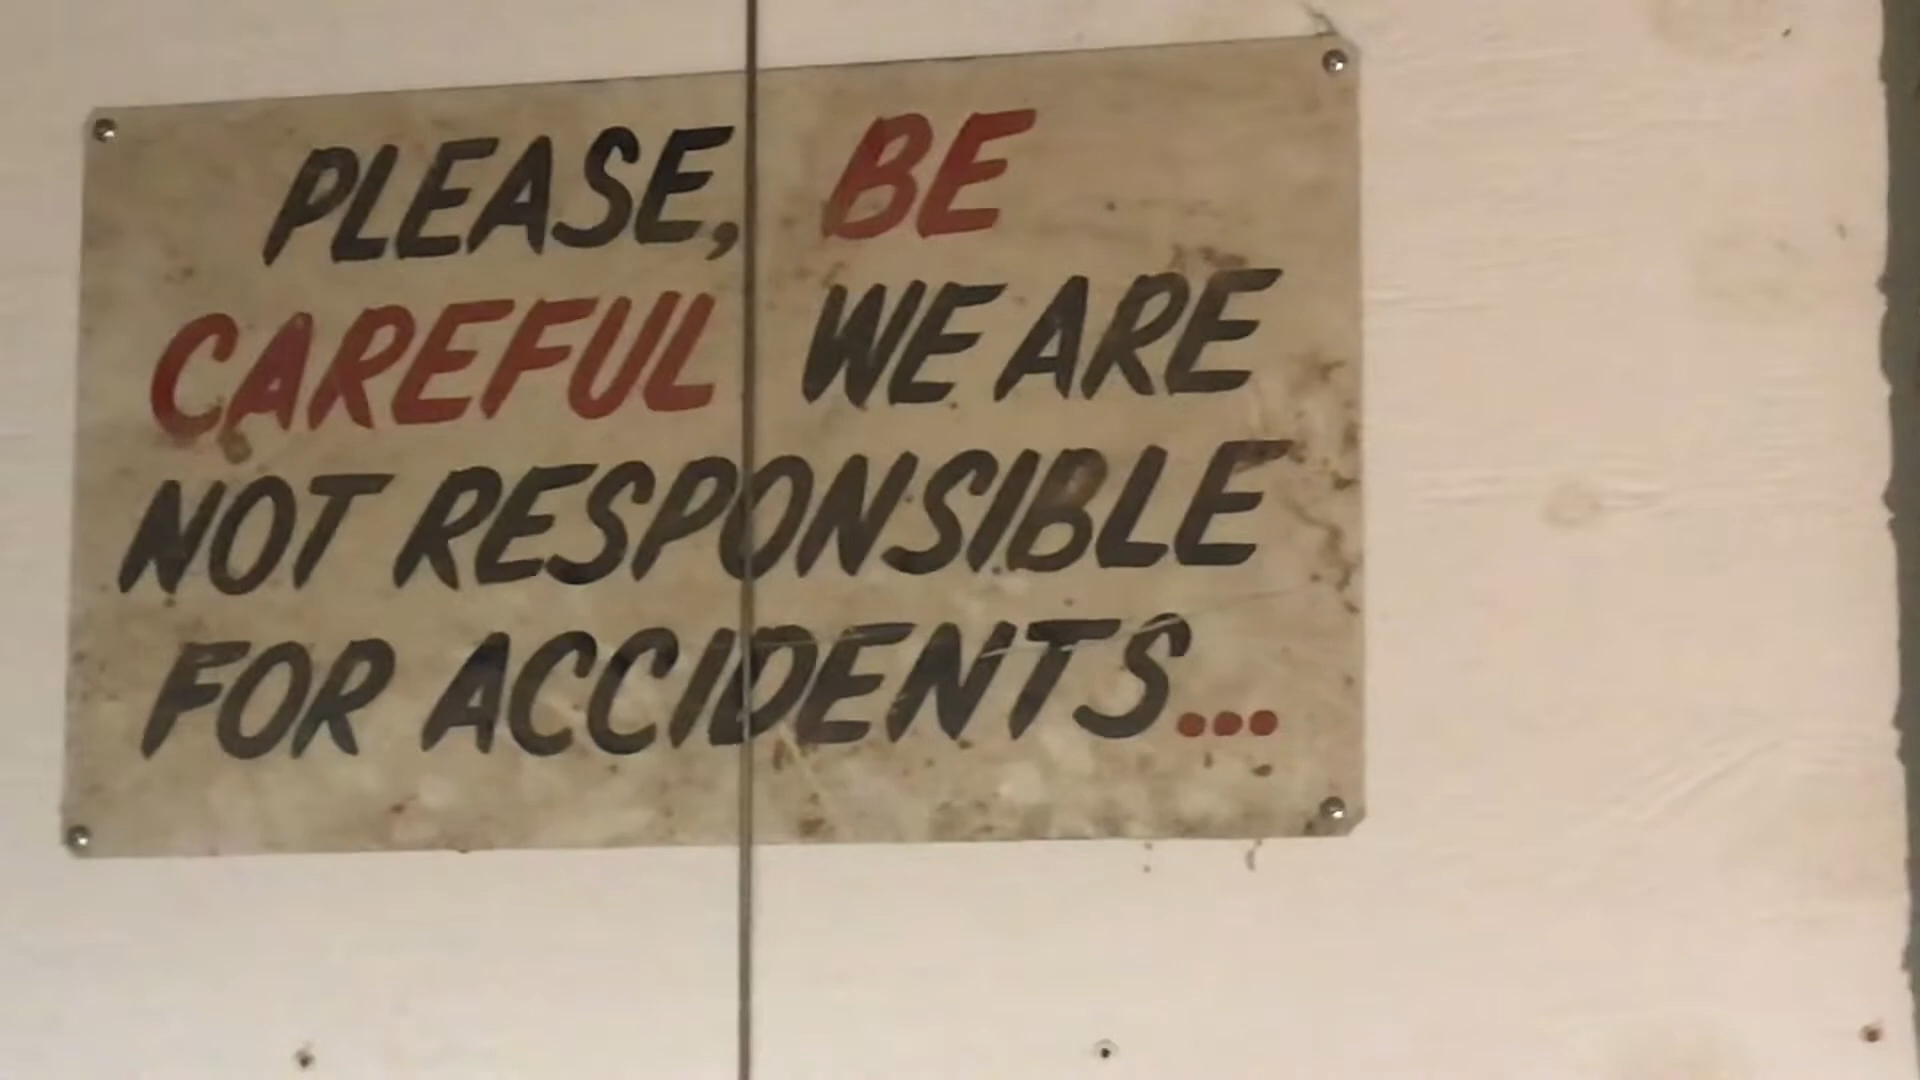 PLEASE, BE
CAREFUL WE ARE
NOT RESPONSIBLE
FOR ACCIDENTS...